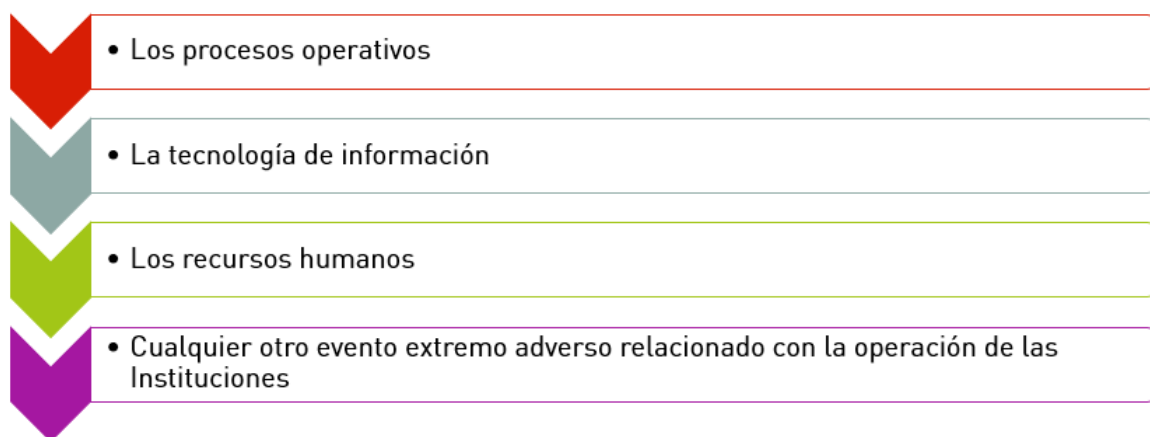 • Los procesos operativos
• La tecnología de información
• Los recursos humanos
• Cualquier otro evento extremo adverso relacionado con la operación de las
Instituciones